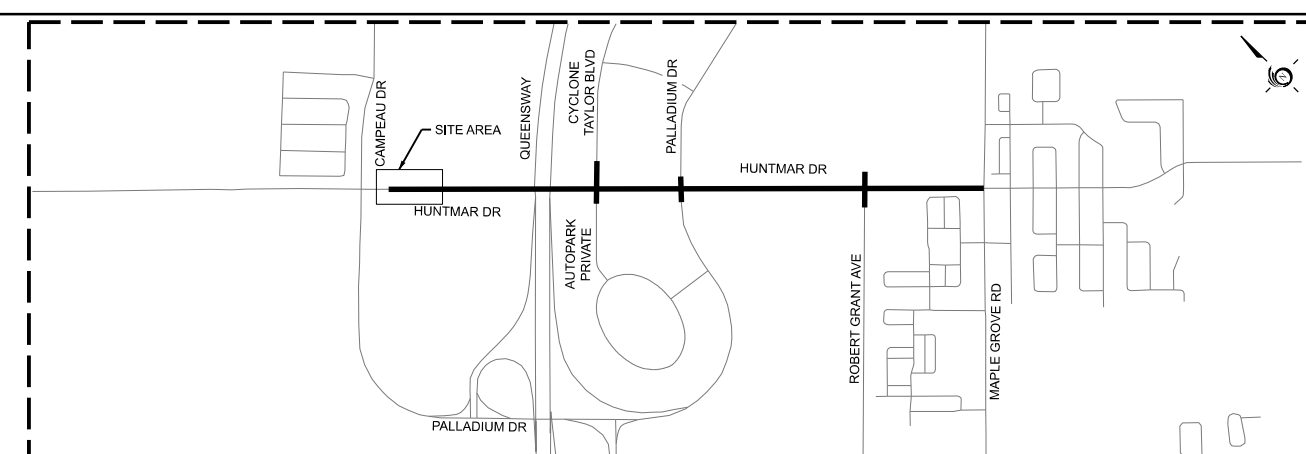 CAMPEAU DR
SITE AREA
QUEENSWAY
CYCLONE
TAYLOR BLVD
PALLADIUM DR
HUNTMAR DR
HUNTMAR DR
AUTOPARK
PRIVATE
ROBERT GRANT AVE
MAPLE GROVE RD
PALLADIUM DR
N